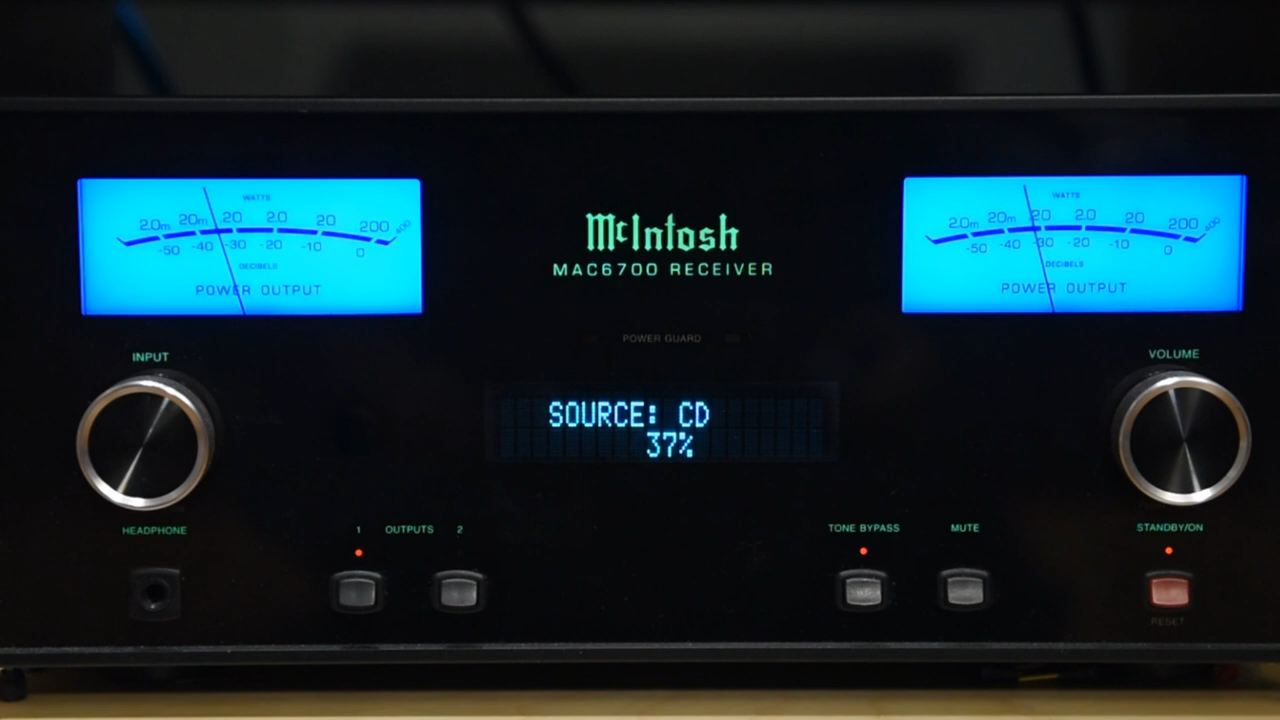 WATTS
2.0m 20m .20 2.0 20 200 400
-50 -40 -30 -20 -10 0
DECIBELS
POWER OUTPUT
McIntosh
MAC6700 RECEIVER
WATTS
2.0m 20m .20 2.0 20 200 400
-50 -40 -30 -20 -10 0
DECIBELS
POWER OUTPUT
POWER GUARD
INPUT
VOLUME
SOURCE: CD
37%
HEADPHONE
1 OUTPUTS 2
TONE BYPASS
MUTE
STANDBY/ON
RESET